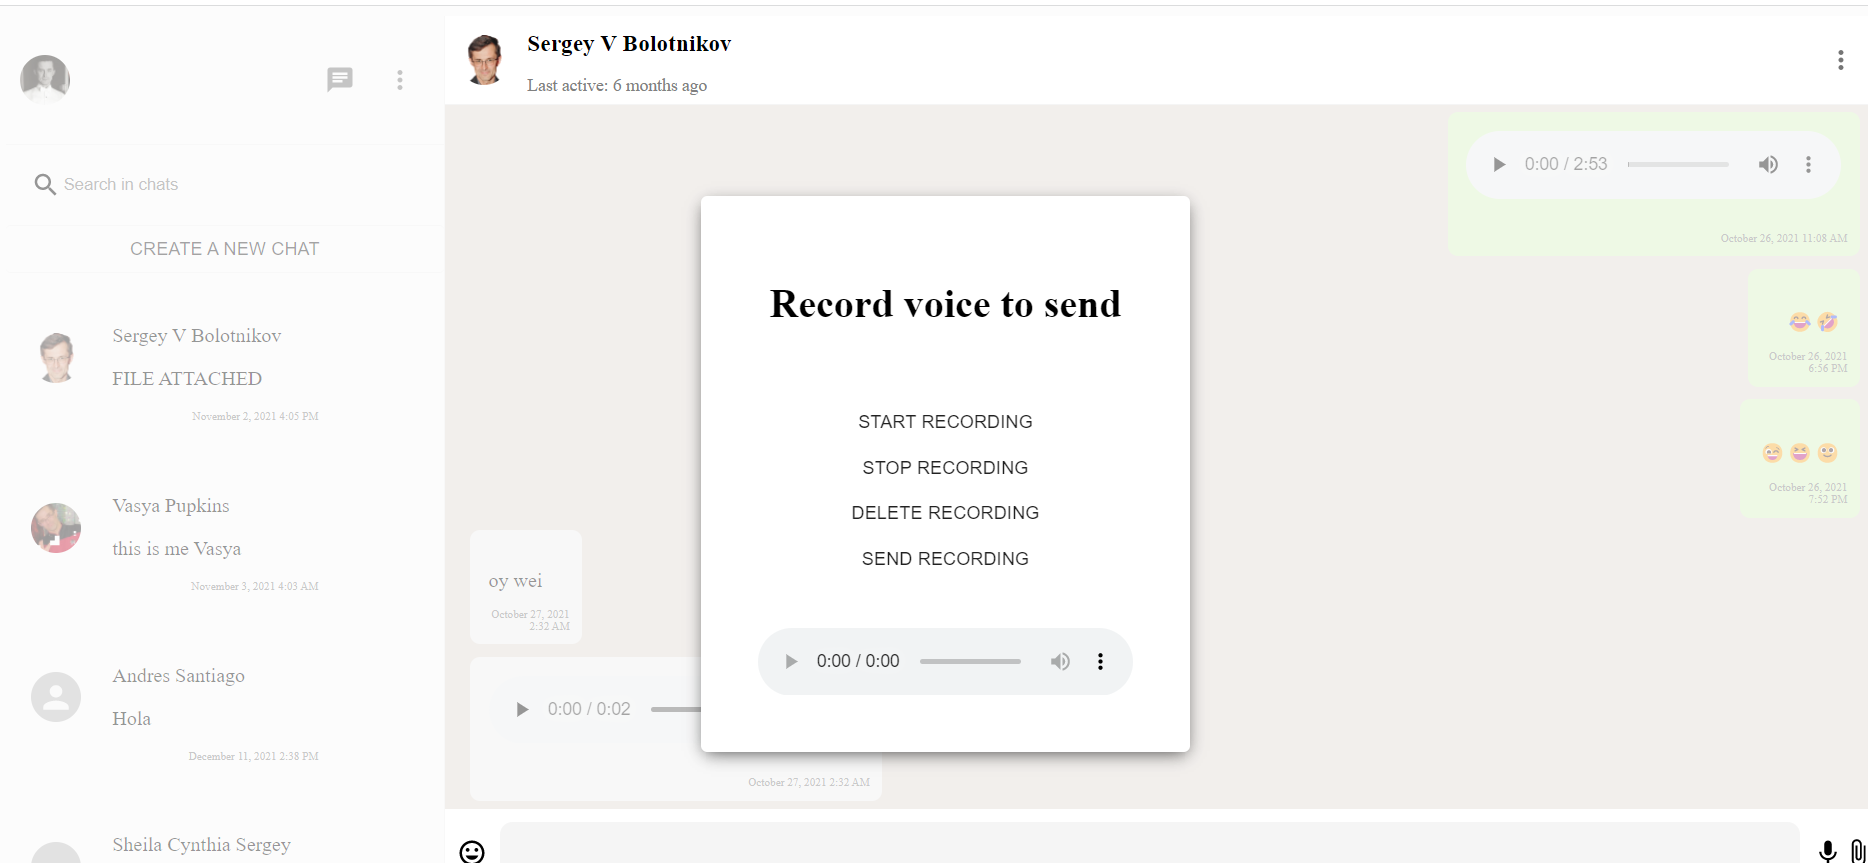 Search in chats
CREATE A NEW CHAT
Sergey V Bolotnikov
FILE ATTACHED
November 2, 2021 4:05 PM
Vasya Pupkins
this is me Vasya
November 3, 2021 4:03 AM
Andres Santiago
Hola
December 11, 2021 2:38 PM
Sheila Cynthia Sergey
Sergey V Bolotnikov
Last active: 6 months ago
0:00 / 2:53
October 26, 2021 11:08 AM
October 26, 2021
6:56 PM
October 26, 2021
7:52 PM
oy wei
October 27, 2021
2:32 AM
0:00 / 0:02
October 27, 2021 2:32 AM
Record voice to send
START RECORDING
STOP RECORDING
DELETE RECORDING
SEND RECORDING
0:00 / 0:00